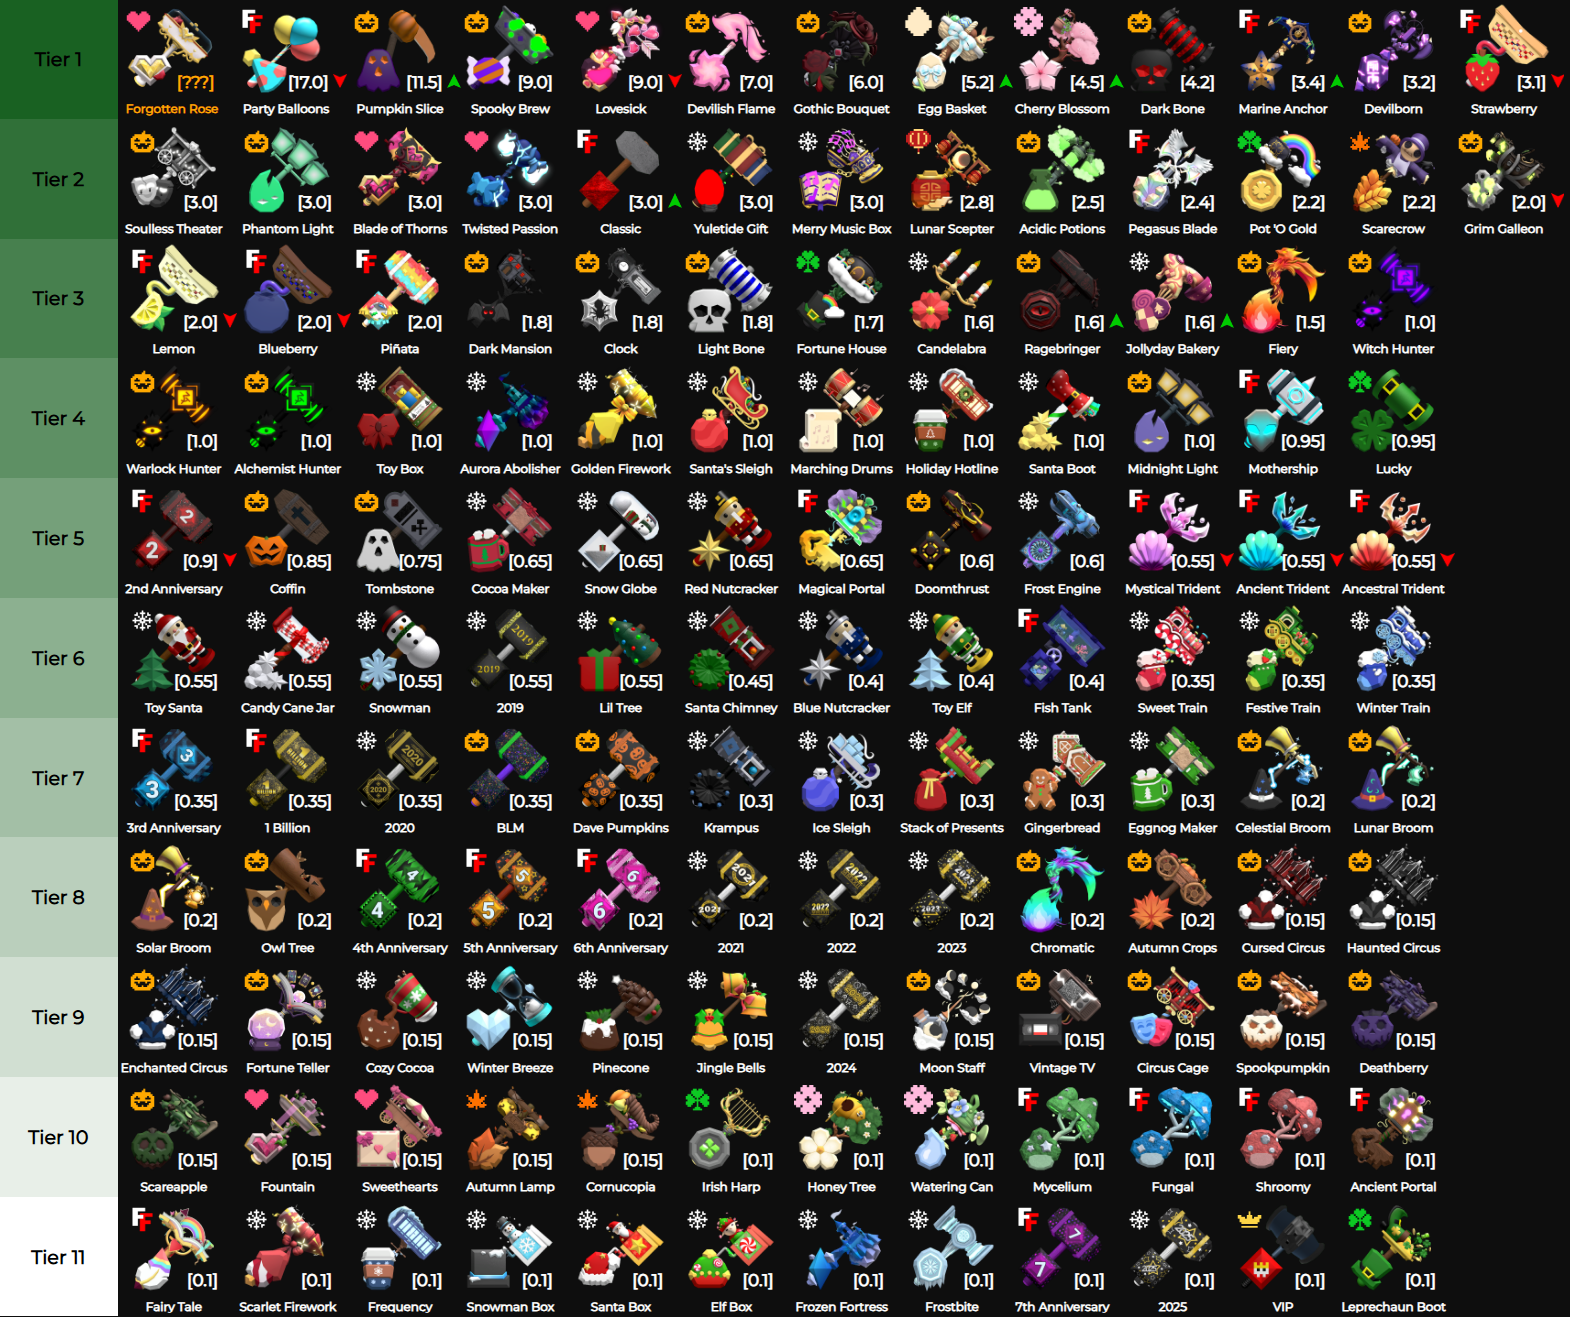 Tier 1
[???] [17.0] [11.5] [9.0] [9.0] [7.0] [6.0] [5.2] [4.5] [4.2] [3.4] [3.2] [3.1]
Forgotten Rose Party Balloons Pumpkin Slice Spooky Brew Lovesick Devilish Flame Gothic Bouquet Egg Basket Cherry Blossom Dark Bone Marine Anchor Devilborn Strawberry
Tier 2
[3.0] [3.0] [3.0] [3.0] [3.0] [3.0] [3.0] [2.8] [2.5] [2.4] [2.2] [2.2] [2.0]
Soulless Theater Phantom Light Blade of Thorns Twisted Passion Classic Yuletide Gift Merry Music Box Lunar Scepter Acidic Potions Pegasus Blade Pot 'O Gold Scarecrow Grim Galleon
Tier 3
[2.0] [2.0] [2.0] [1.8] [1.8] [1.8] [1.7] [1.6] [1.6] [1.6] [1.5] [1.0]
Lemon Blueberry Piñata Dark Mansion Clock Light Bone Fortune House Candelabra Ragebringer Jollyday Bakery Fiery Witch Hunter
Tier 4
[1.0] [1.0] [1.0] [1.0] [1.0] [1.0] [1.0] [1.0] [1.0] [1.0] [0.95] [0.95]
Warlock Hunter Alchemist Hunter Toy Box Aurora Abolisher Golden Firework Santa's Sleigh Marching Drums Holiday Hotline Santa Boot Midnight Light Mothership Lucky
Tier 5
[0.9] [0.85] [0.75] [0.65] [0.65] [0.65] [0.65] [0.6] [0.6] [0.55] [0.55] [0.55]
2nd Anniversary Coffin Tombstone Cocoa Maker Snow Globe Red Nutcracker Magical Portal Doomthrust Frost Engine Mystical Trident Ancient Trident Ancestral Trident
Tier 6
[0.55] [0.55] [0.55] [0.55] [0.55] [0.45] [0.4] [0.4] [0.4] [0.35] [0.35] [0.35]
Toy Santa Candy Cane Jar Snowman 2019 Lil Tree Santa Chimney Blue Nutcracker Toy Elf Fish Tank Sweet Train Festive Train Winter Train
Tier 7
[0.35] [0.35] [0.35] [0.35] [0.35] [0.3] [0.3] [0.3] [0.3] [0.3] [0.2] [0.2]
3rd Anniversary 1 Billion 2020 BLM Dave Pumpkins Krampus Ice Sleigh Stack of Presents Gingerbread Eggnog Maker Celestial Broom Lunar Broom
Tier 8
[0.2] [0.2] [0.2] [0.2] [0.2] [0.2] [0.2] [0.2] [0.2] [0.2] [0.15] [0.15]
Solar Broom Owl Tree 4th Anniversary 5th Anniversary 6th Anniversary 2021 2022 2023 Chromatic Autumn Crops Cursed Circus Haunted Circus
Tier 9
[0.15] [0.15] [0.15] [0.15] [0.15] [0.15] [0.15] [0.15] [0.15] [0.15] [0.15] [0.15]
Enchanted Circus Fortune Teller Cozy Cocoa Winter Breeze Pinecone Jingle Bells 2024 Moon Staff Vintage TV Circus Cage Spookpumpkin Deathberry
Tier 10
[0.15] [0.15] [0.15] [0.15] [0.15] [0.1] [0.1] [0.1] [0.1] [0.1] [0.1] [0.1]
Scareapple Fountain Sweethearts Autumn Lamp Cornucopia Irish Harp Honey Tree Watering Can Mycelium Fungal Shroomy Ancient Portal
Tier 11
[0.1] [0.1] [0.1] [0.1] [0.1] [0.1] [0.1] [0.1] [0.1] [0.1] [0.1] [0.1]
Fairy Tale Scarlet Firework Frequency Snowman Box Santa Box Elf Box Frozen Fortress Frostbite 7th Anniversary 2025 VIP Leprechaun Boot